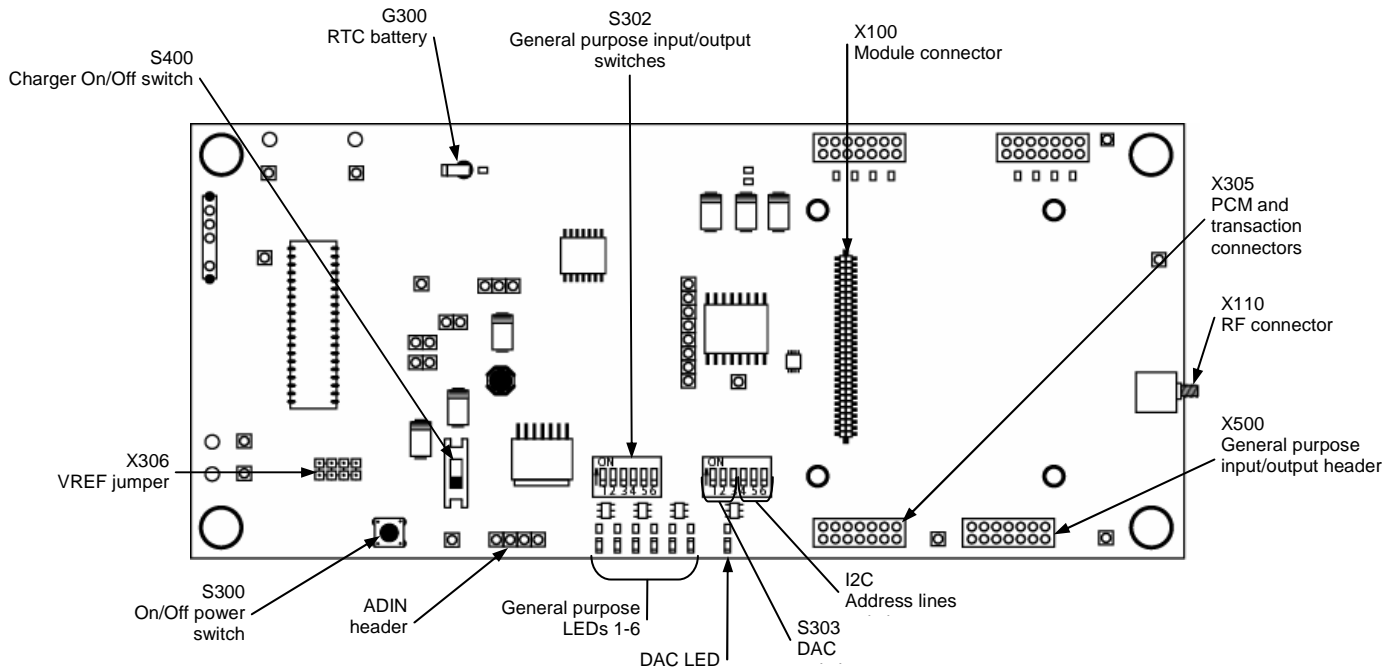 G300
RTC battery
S302
General purpose input/output
switches
X100
Module connector
S400
Charger On/Off switch
X305
PCM and
transaction
connectors
X110
RF connector
X500
General purpose
input/output header
X306
VREF jumper
ON
1 2 3 4 5 6
ON
1 2 3 4 5 6
S300
On/Off power
switch
ADIN
header
General purpose
LEDs 1-6
DAC LED
S303
DAC
I2C
Address lines